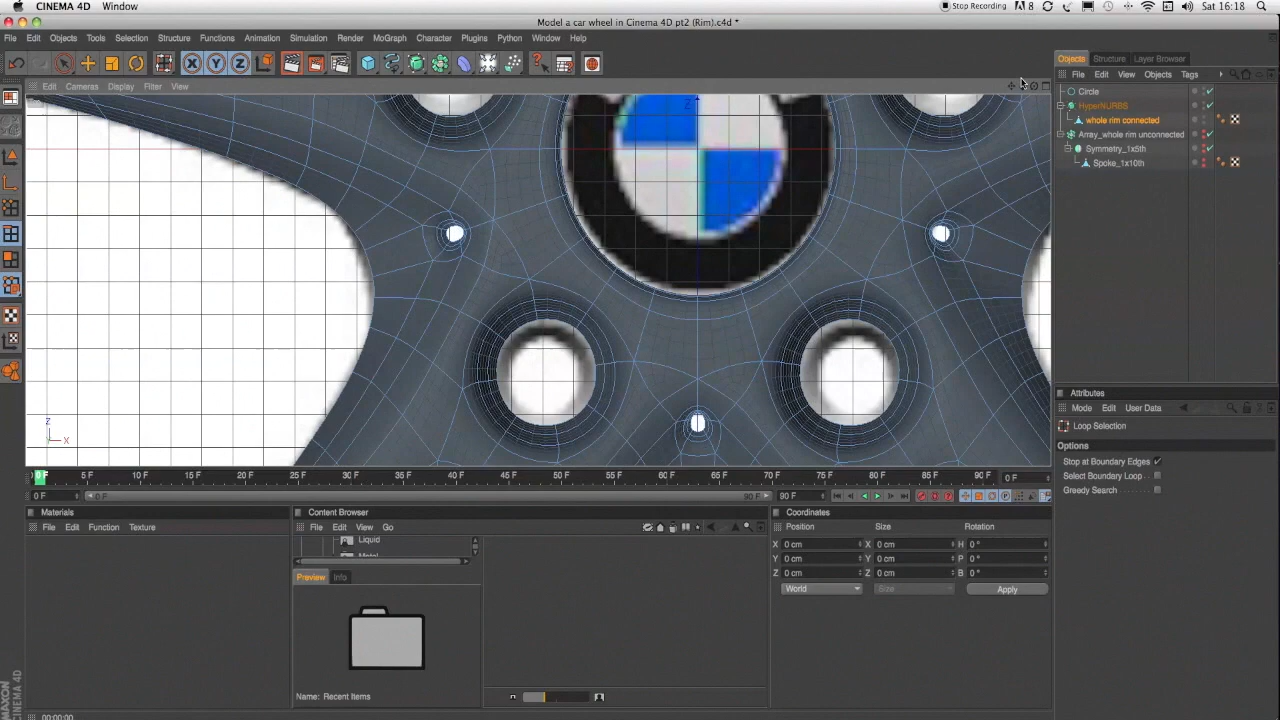 CINEMA 4D Window
Stop Recording 8 Sat 16:18
Model a car wheel in Cinema 4D pt2 (Rim).c4d *
File Edit Objects Tools Selection Structure Functions Animation Simulation Render MoGraph Character Plugins Python Window Help
Edit Cameras Display Filter View
Objects Structure Layer Browser
File Edit View Objects Tags
Circle
HyperNURBS
whole rim connected
Array_whole rim unconnected
Symmetry_1x5th
Spoke_1x10th
Z
Z
X
Attributes
Mode Edit User Data
Loop Selection
Options
Stop at Boundary Edges
Select Boundary Loop
Greedy Search
0 F 5 F 10 F 15 F 20 F 25 F 30 F 35 F 40 F 45 F 50 F 55 F 60 F 65 F 70 F 75 F 80 F 85 F 90 F 0 F
0 F 0 F 90 F 90 F
Materials
File Edit Function Texture
Content Browser
File Edit View Go
Liquid
Metal
Preview Info
Name: Recent Items
Coordinates
Position Size Rotation
X 0 cm X 0 cm H 0 °
Y 0 cm Y 0 cm P 0 °
Z 0 cm Z 0 cm B 0 °
World Size Apply
MAXON
CINEMA 4D
00:00:00